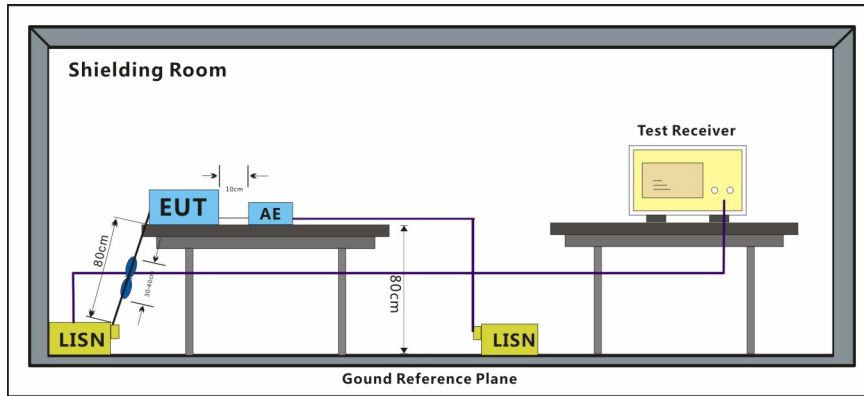 Shielding Room
Test Receiver
10cm
EUT
AE
80cm
30-40cm
80cm
LISN
LISN
Gound Reference Plane